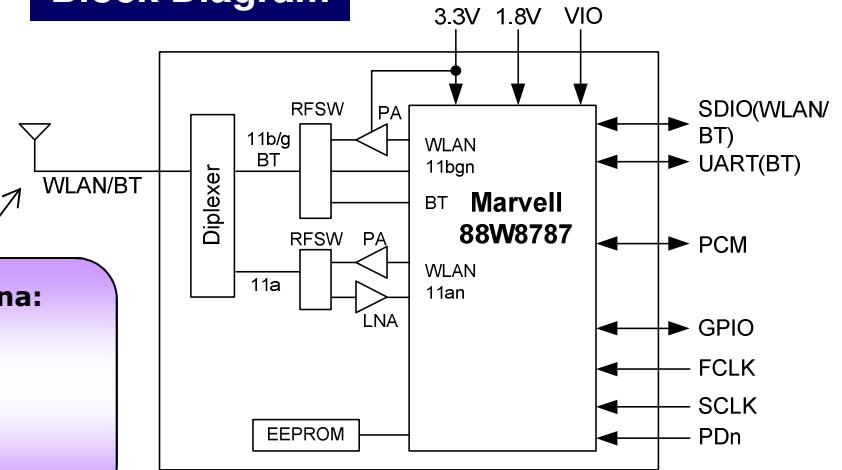 Block Diagram
3.3V 1.8V VIO
RFSW
PA
11b/g
BT
WLAN
11bgn
BT
Marvell
88W8787
SDIO(WLAN/
BT)
UART(BT)
WLAN/BT
Diplexer
RFSW
PA
WLAN
11an
11a
LNA
PCM
na:
GPIO
FCLK
SCLK
PDn
EEPROM